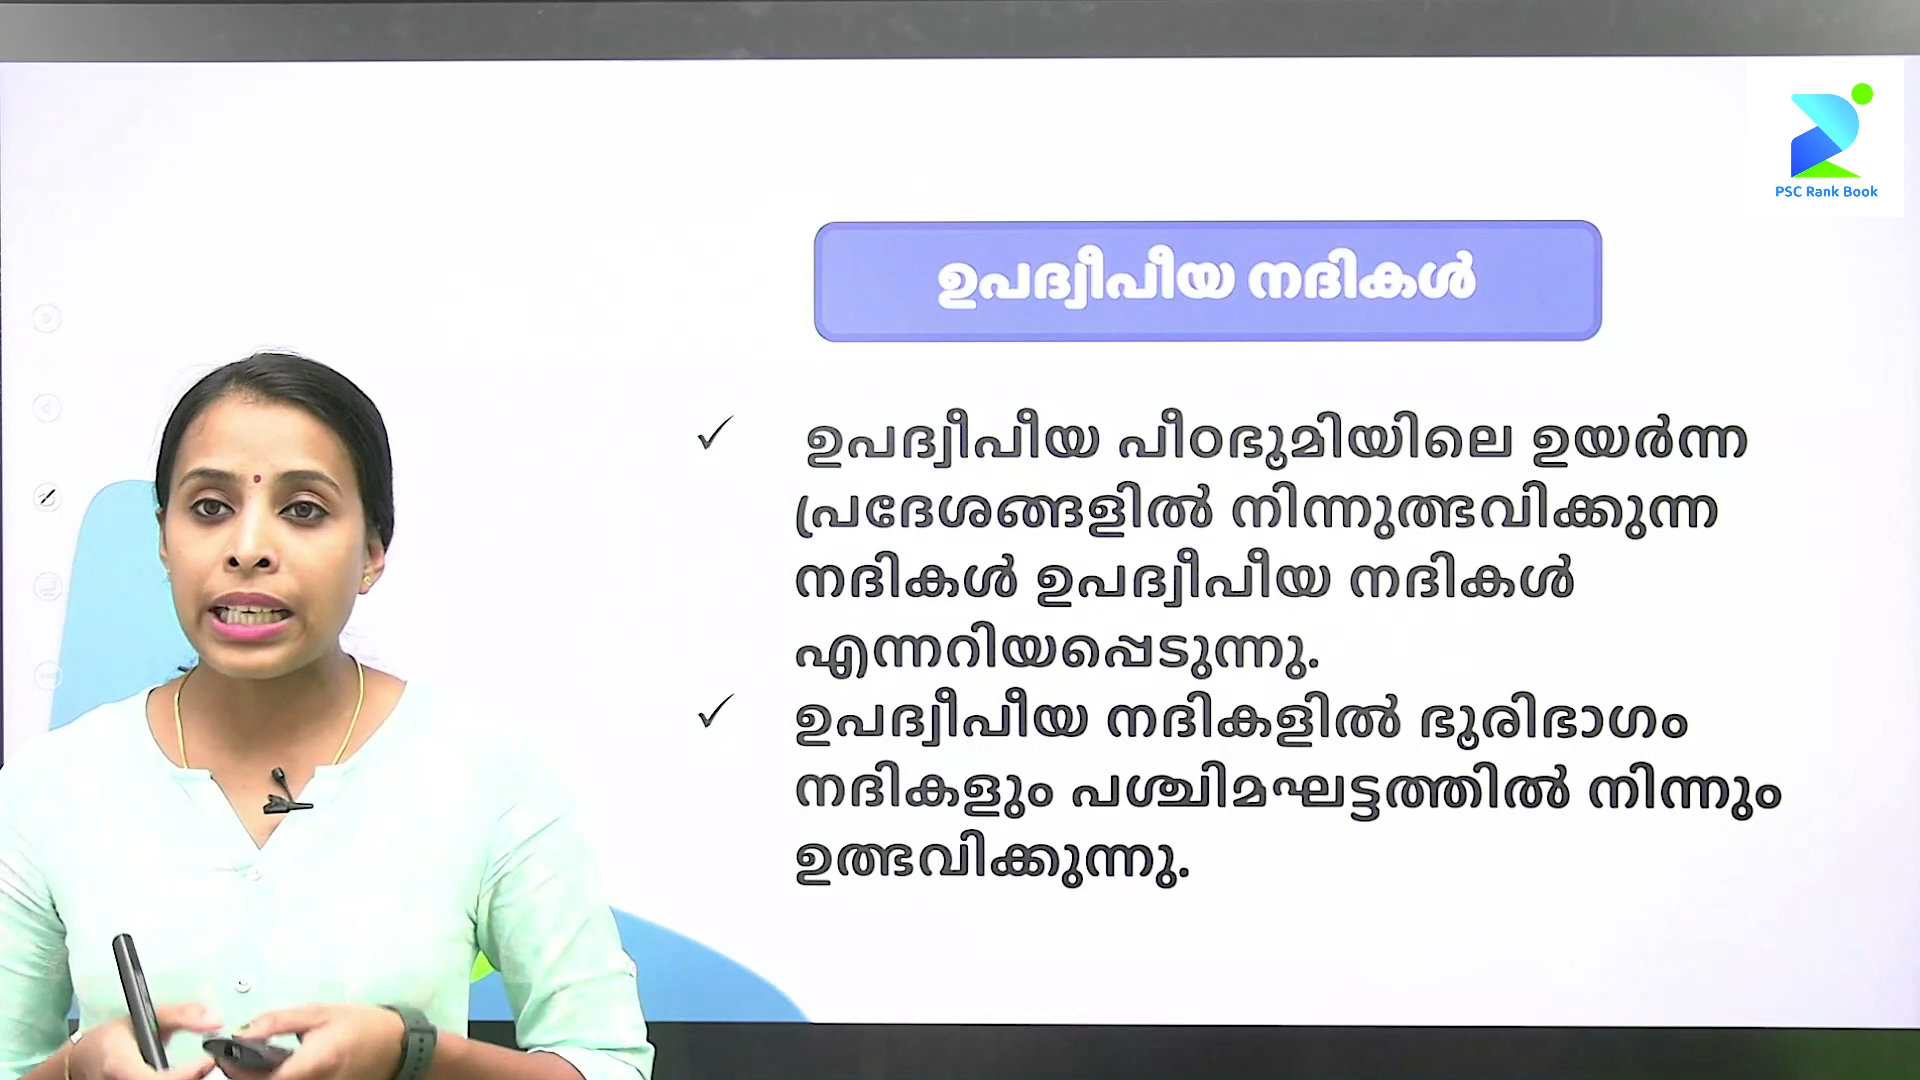 PSC Rank Book
ഉപദ്വീപീയ നദികൾ
✓ ഉപദ്വീപീയ പീഠഭൂമിയിലെ ഉയർന്ന
പ്രദേശങ്ങളിൽ നിന്നുത്ഭവിക്കുന്ന
നദികൾ ഉപദ്വീപീയ നദികൾ
എന്നറിയപ്പെടുന്നു.
✓ ഉപദ്വീപീയ നദികളിൽ ഭൂരിഭാഗം
നദികളും പശ്ചിമഘട്ടത്തിൽ നിന്നും
ഉത്ഭവിക്കുന്നു.